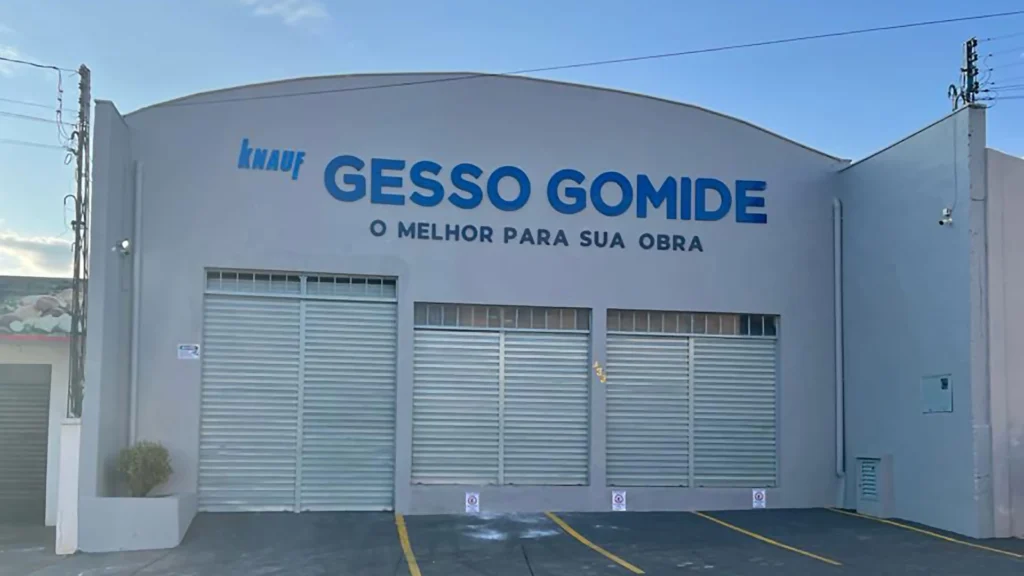 KNAUF
GESSO GOMIDE
O MELHOR PARA SUA OBRA